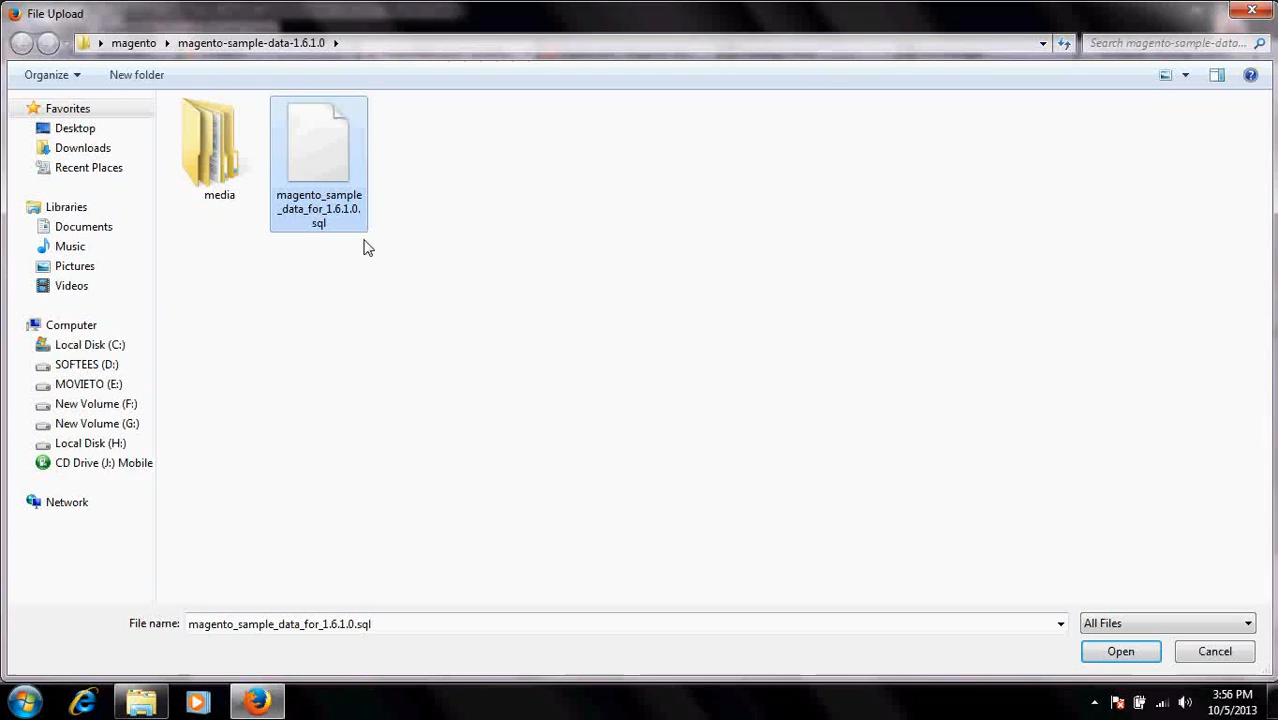 File Upload
magento
magento-sample-data-1.6.1.0
Search magento-sample-data...
Organize
New folder
Favorites
Desktop
Downloads
Recent Places
Libraries
Documents
Music
Pictures
Videos
Computer
Local Disk (C:)
SOFTEES (D:)
MOVIETO (E:)
New Volume (F:)
New Volume (G:)
Local Disk (H:)
CD Drive (J:) Mobile
Network
media
magento_sample
_data_for_1.6.1.0.
sql
File name:
magento_sample_data_for_1.6.1.0.sql
All Files
Open
Cancel
3:56 PM
10/5/2013